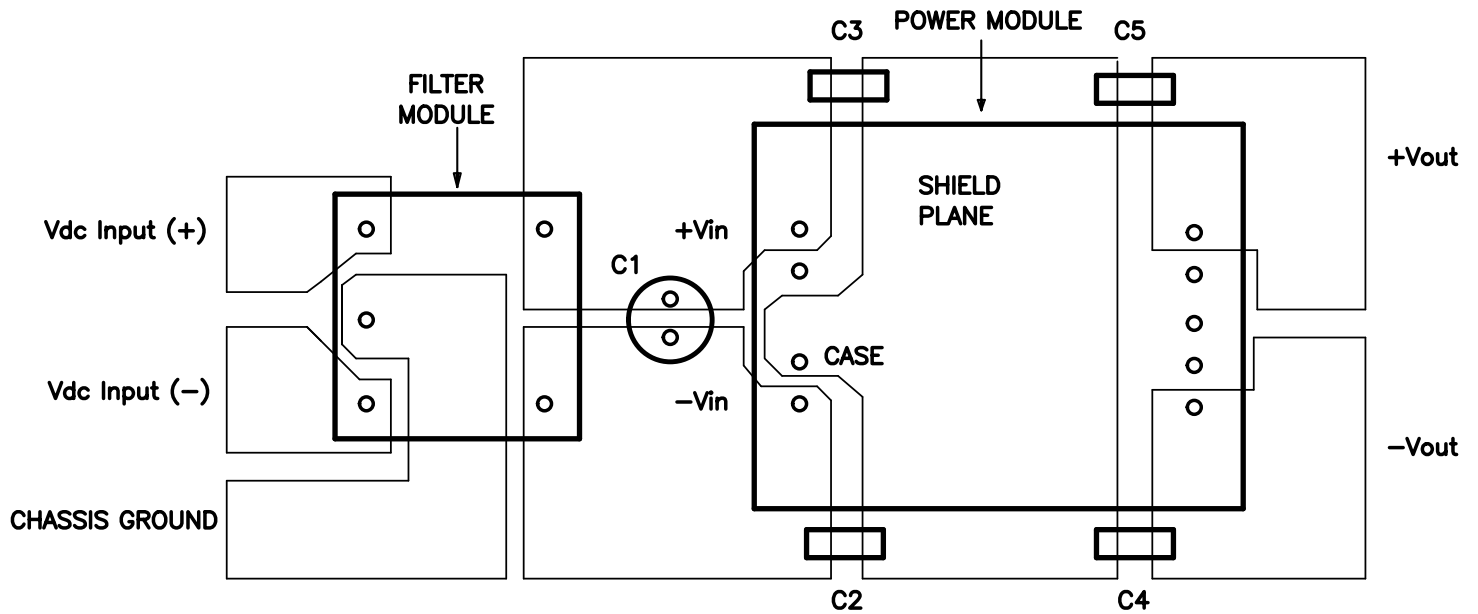 POWER MODULE
C3
C5
FILTER
MODULE
+Vout
SHIELD
PLANE
Vdc Input (+)
+Vin
C1
CASE
Vdc Input (−)
−Vin
−Vout
CHASSIS GROUND
C2
C4